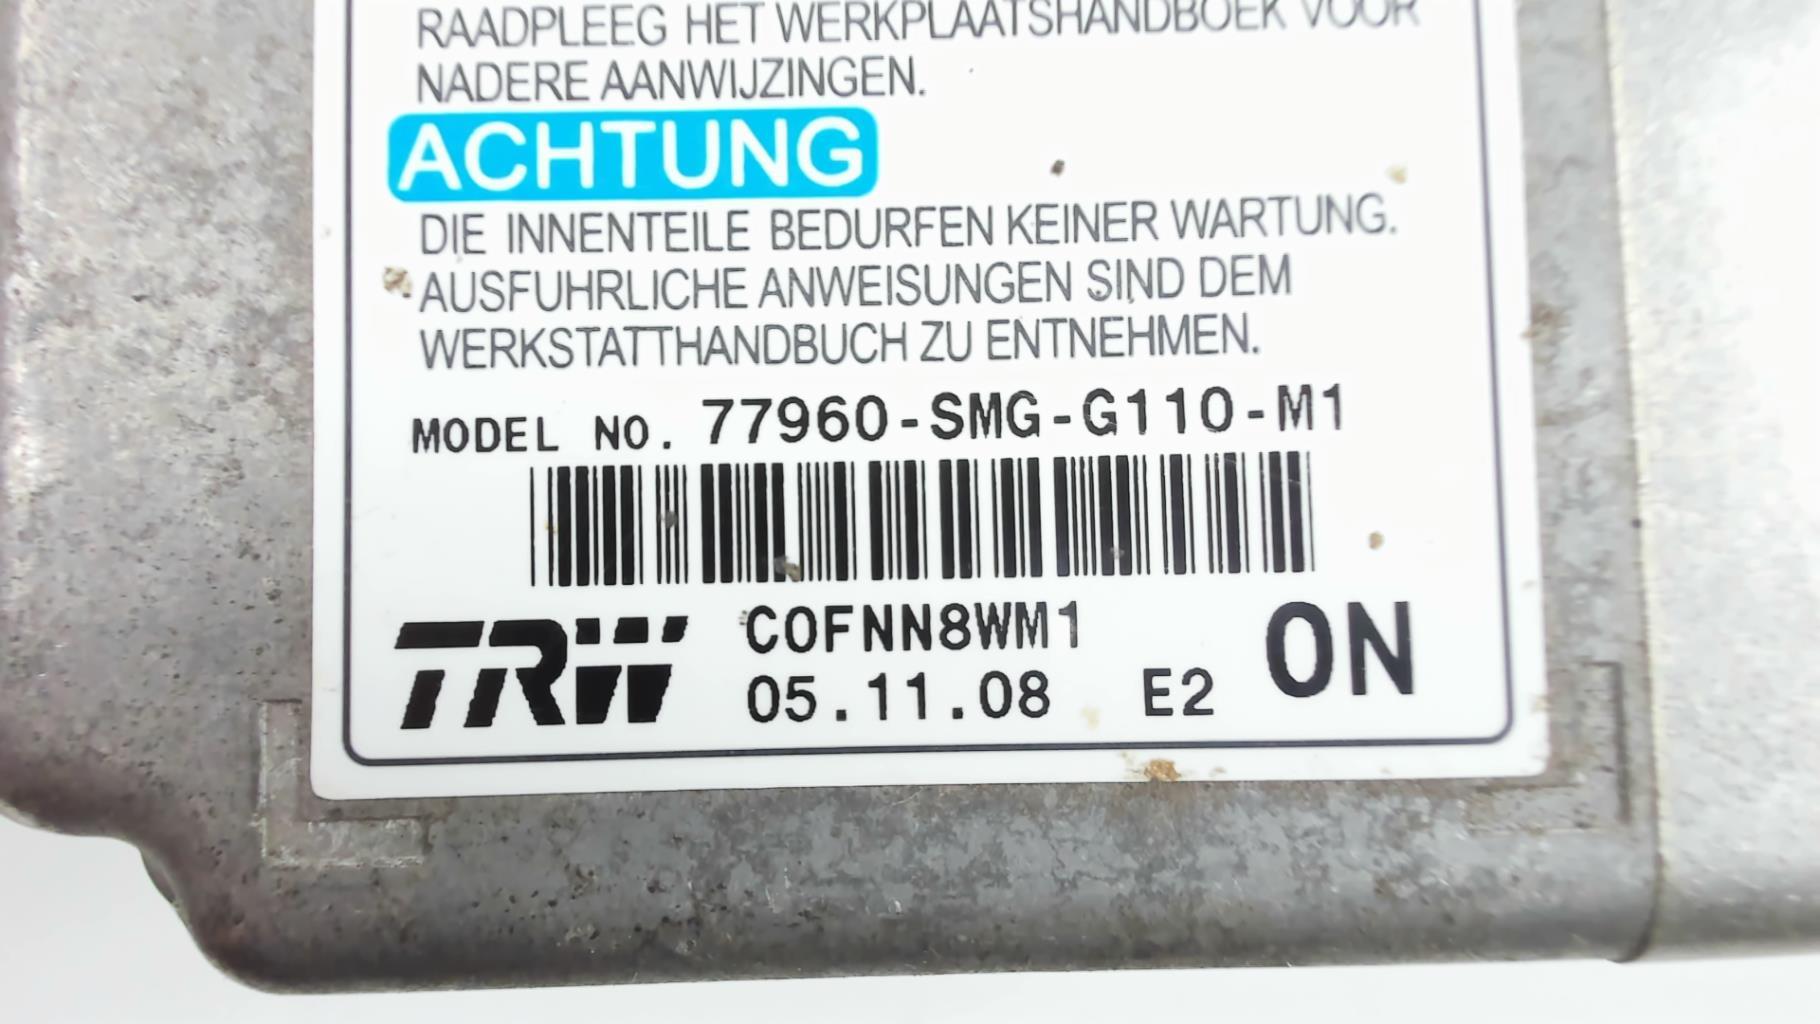 RAADPLEEG HET WERKPLAATSHANDBOEK VOOR
NADERE AANWIJZINGEN.
ACHTUNG
DIE INNENTEILE BEDURFEN KEINER WARTUNG.
AUSFUHRLICHE ANWEISUNGEN SIND DEM
WERKSTATTHANDBUCH ZU ENTNEHMEN.
MODEL NO. 77960-SMG-G110-M1
TRW C0FNN8WM1
05.11.08 E2 0N